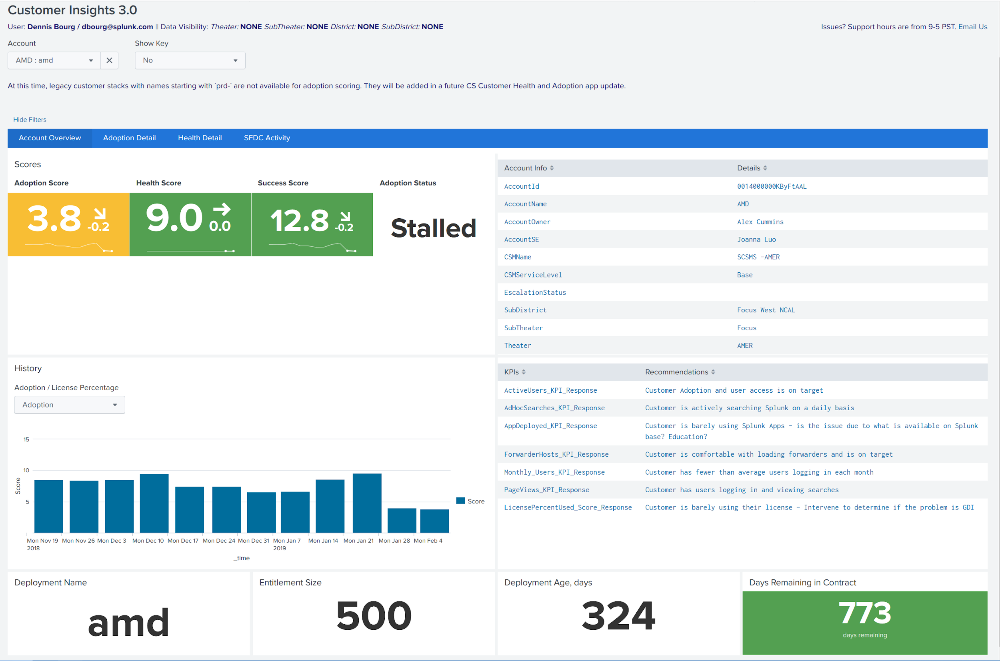 Customer Insights 3.0
User: Dennis Bourg / dbourg@splunk.com || Data Visibility: Theater: NONE SubTheater: NONE District: NONE SubDistrict: NONE
Issues? Support hours are from 9-5 PST. Email Us
Account
Show Key
AMD : amd
No
At this time, legacy customer stacks with names starting with `prd-` are not available for adoption scoring. They will be added in a future CS Customer Health and Adoption app update.
Hide Filters
Account Overview
Adoption Detail
Health Detail
SFDC Activity
Scores
Adoption Score
Health Score
Success Score
Adoption Status
3.8
-0.2
9.0
0.0
12.8
-0.2
Stalled
Account Info
Details
AccountId
0014000000KByFtAAL
AccountName
AMD
AccountOwner
Alex Cummins
AccountSE
Joanna Luo
CSMName
SCSMS -AMER
CSMServiceLevel
Base
EscalationStatus
SubDistrict
Focus West NCAL
SubTheater
Focus
Theater
AMER
History
Adoption / License Percentage
Adoption
15
10
5
Score
Score
Mon Nov 19
2018
Mon Nov 26
Mon Dec 3
Mon Dec 10
Mon Dec 17
Mon Dec 24
Mon Dec 31
Mon Jan 7
2019
Mon Jan 14
Mon Jan 21
Mon Jan 28
Mon Feb 4
_time
KPIs
Recommendations
ActiveUsers_KPI_Response
Customer Adoption and user access is on target
AdHocSearches_KPI_Response
Customer is actively searching Splunk on a daily basis
AppDeployed_KPI_Response
Customer is barely using Splunk Apps - is the issue due to what is available on Splunk
base? Education?
ForwarderHosts_KPI_Response
Customer is comfortable with loading forwarders and is on target
Monthly_Users_KPI_Response
Customer has fewer than average users logging in each month
PageViews_KPI_Response
Customer has users logging in and viewing searches
LicensePercentUsed_Score_Response
Customer is barely using their license - Intervene to determine if the problem is GDI
Deployment Name
amd
Entitlement Size
500
Deployment Age, days
324
Days Remaining in Contract
773
days remaining